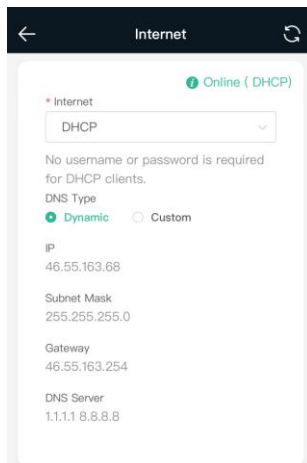 Internet
Online ( DHCP)
* Internet
DHCP
No username or password is required
for DHCP clients.
DNS Type
Dynamic Custom
IP
46.55.163.68
Subnet Mask
255.255.255.0
Gateway
46.55.163.254
DNS Server
1.1.1.1 8.8.8.8